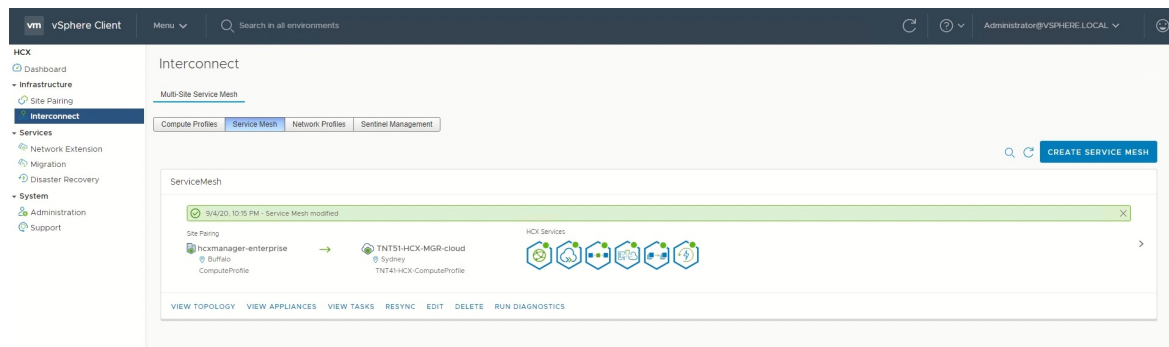 vm vSphere Client Menu Search in all environments Administrator@VSPHERE.LOCAL
HCX
Dashboard
Infrastructure
Site Pairing
Interconnect
Services
Network Extension
Migration
Disaster Recovery
System
Administration
Support
Interconnect
Multi-Site Service Mesh
Compute Profiles Service Mesh Network Profiles Sentinel Management
CREATE SERVICE MESH
ServiceMesh
9/4/20, 10:15 PM - Service Mesh modified
Site Pairing
hcxmanager-enterprise → TNT51-HCX-MGR-cloud
Buffalo Sydney
ComputeProfile TNT41-HCX-ComputeProfile
HCX Services
VIEW TOPOLOGY VIEW APPLIANCES VIEW TASKS RESYNC EDIT DELETE RUN DIAGNOSTICS